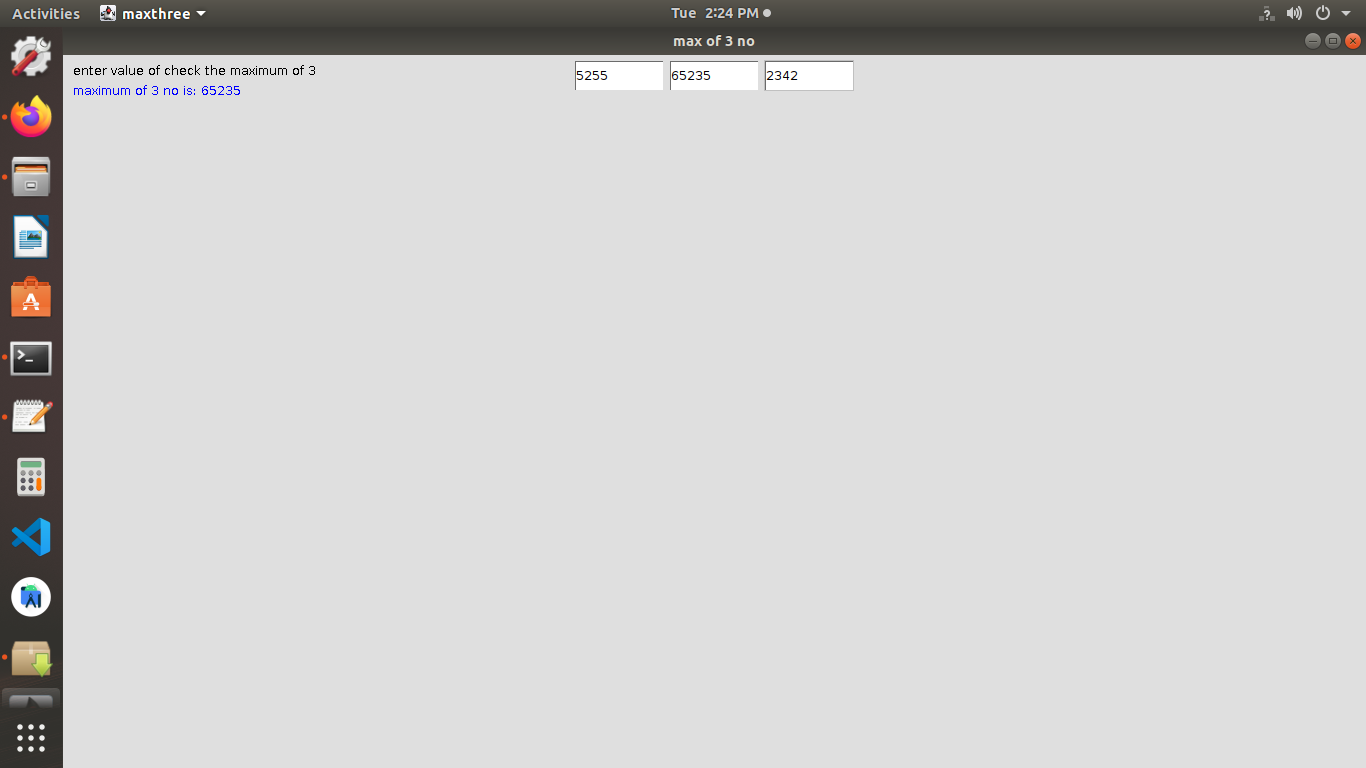 Activities maxthree Tue 2:24 PM
max of 3 no
enter value of check the maximum of 3 5255 65235 2342
maximum of 3 no is: 65235